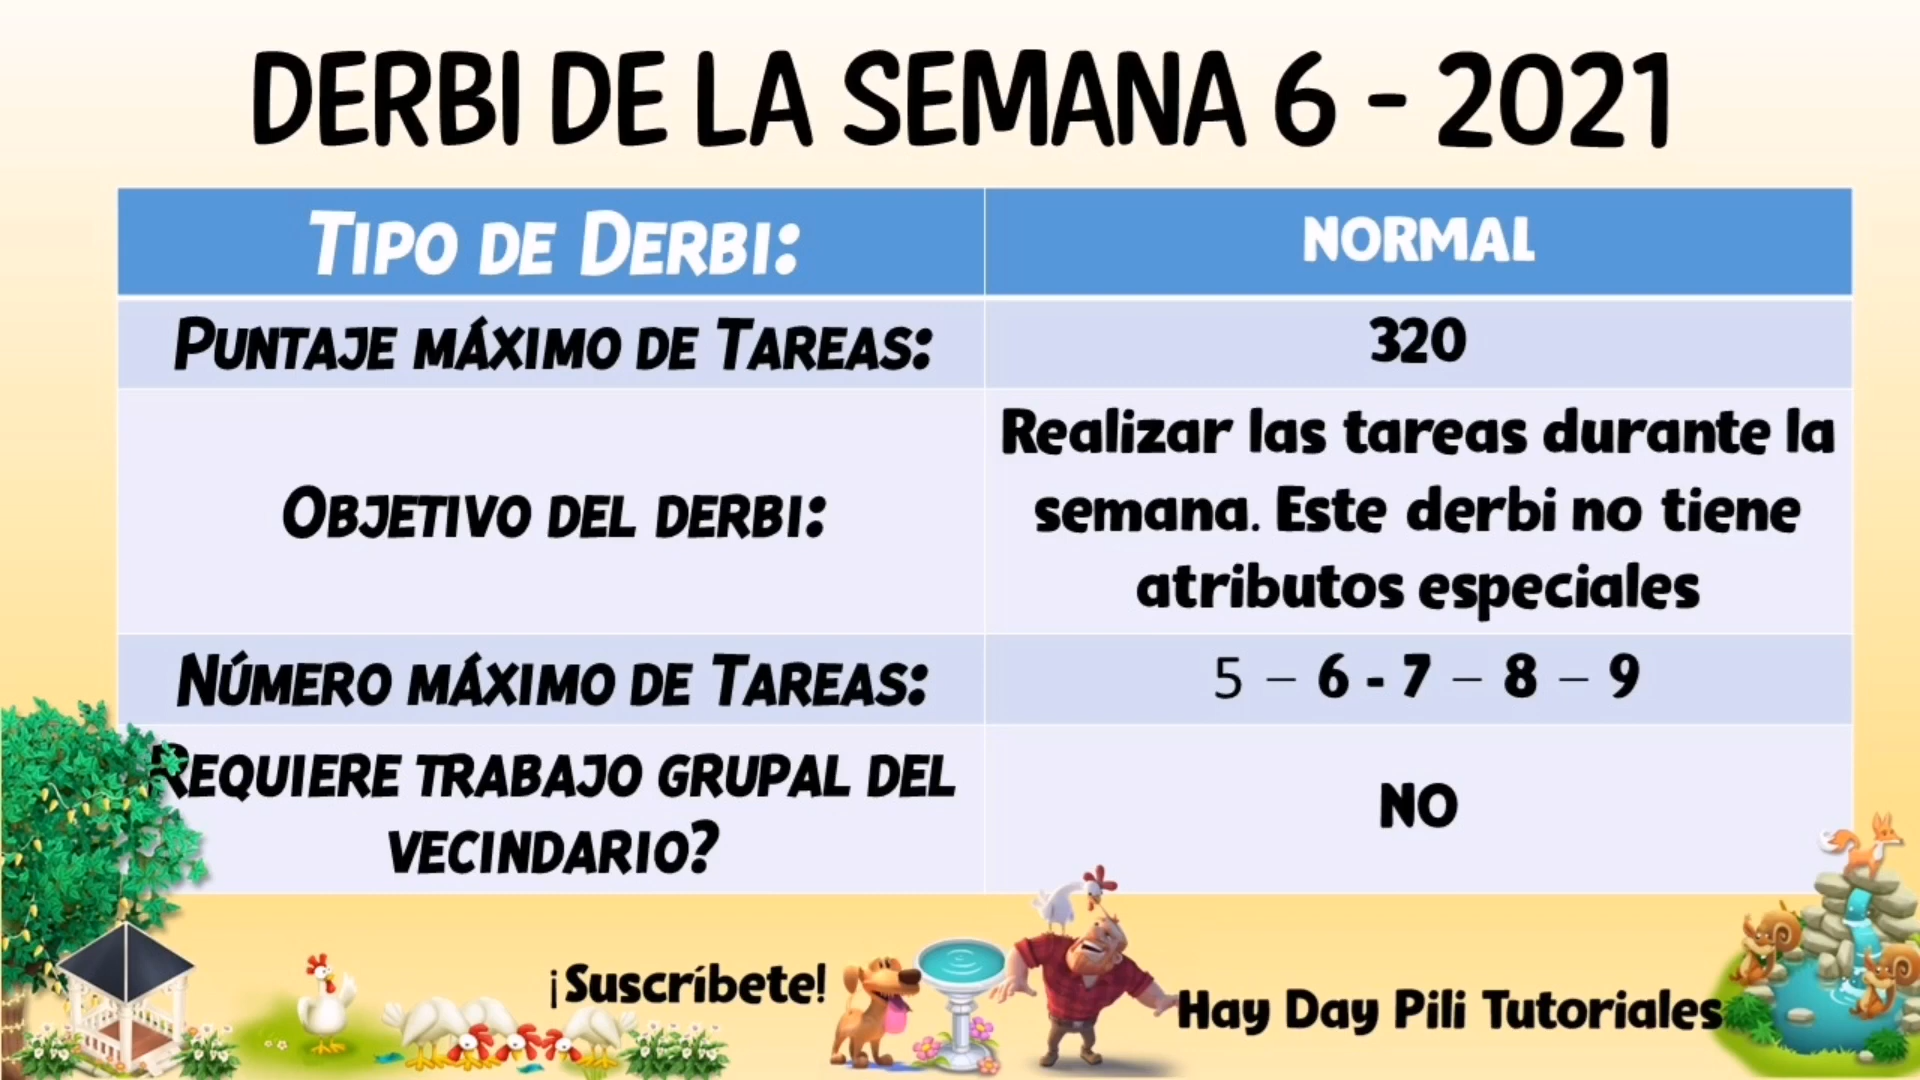 DERBI DE LA SEMANA 6 - 2021
TIPO DE DERBI:
NORMAL
PUNTAJE MÁXIMO DE TAREAS:
320
OBJETIVO DEL DERBI:
Realizar las tareas durante la
semana. Este derbi no tiene
atributos especiales
NÚMERO MÁXIMO DE TAREAS:
5 – 6 - 7 – 8 – 9
REQUIERE TRABAJO GRUPAL DEL
VECINDARIO?
NO
¡Suscríbete!
Hay Day Pili Tutoriales